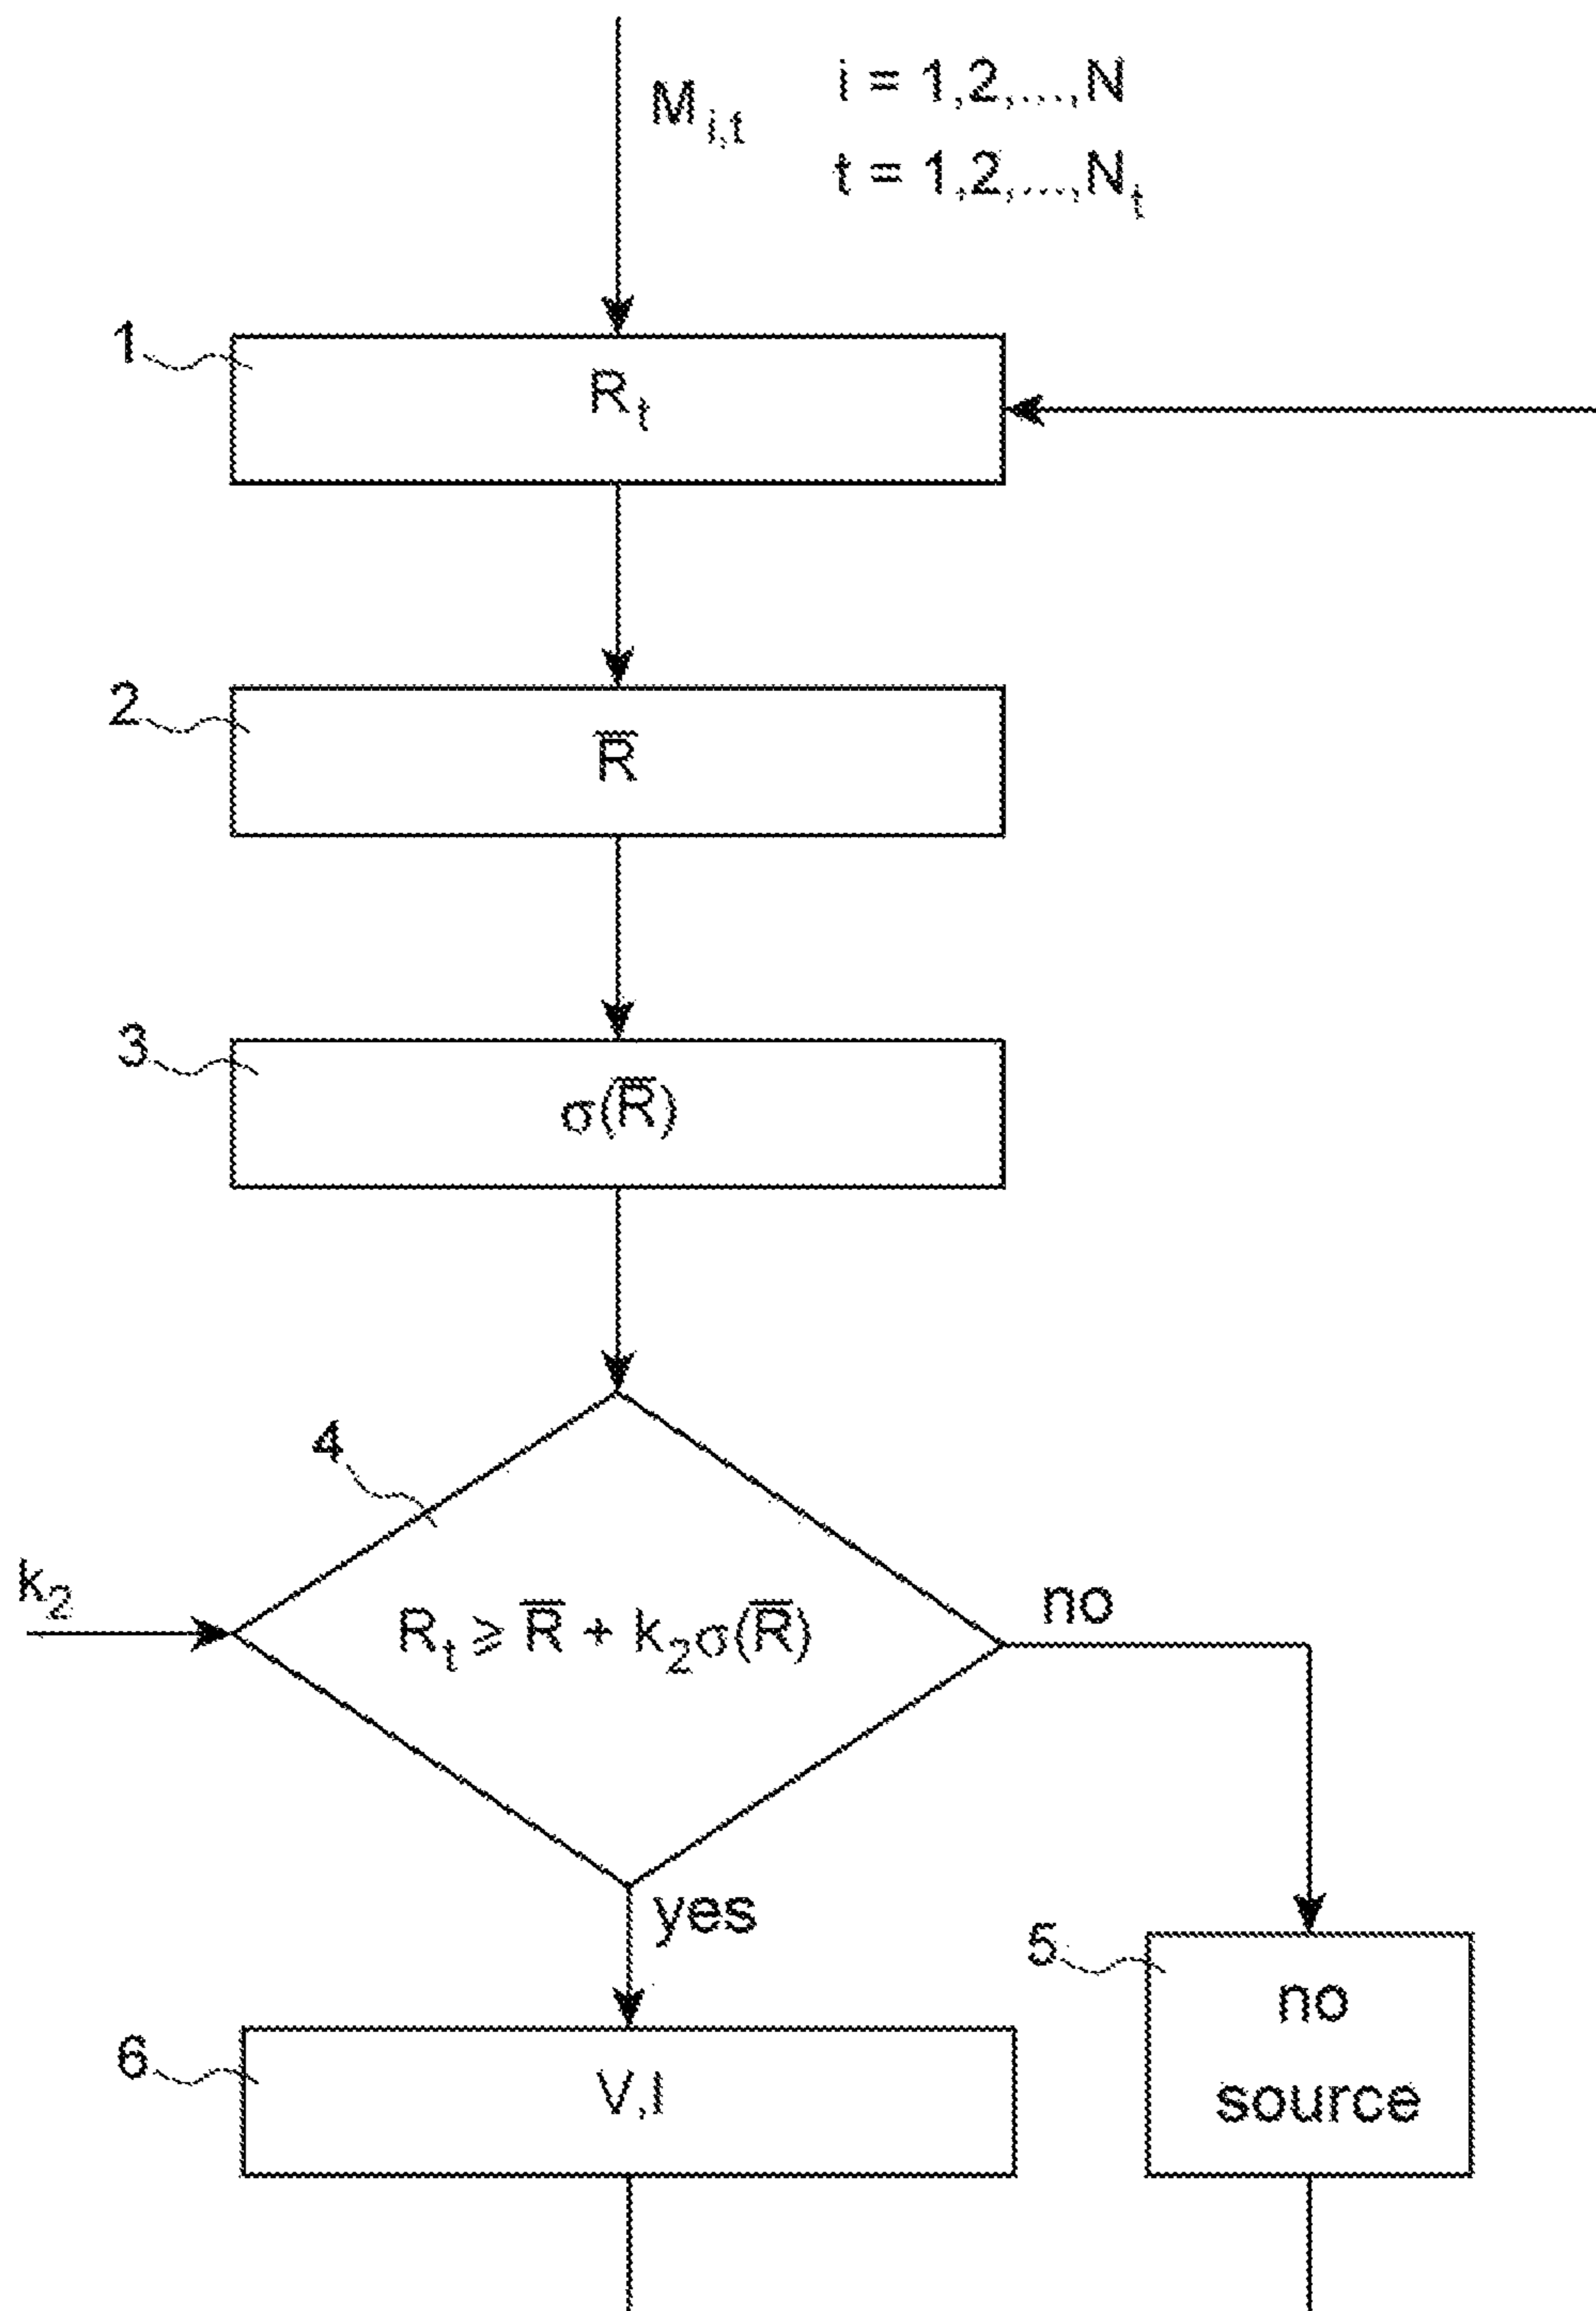 M_{i,t} i = 1,2,...,N
t = 1,2,...,N_t
1
R_t
2
R̅
3
σ(R̅)
4
k_2
R_t ⩾ R̅ + k_2σ(R̅)
no
yes
5
no
source
6
V,I